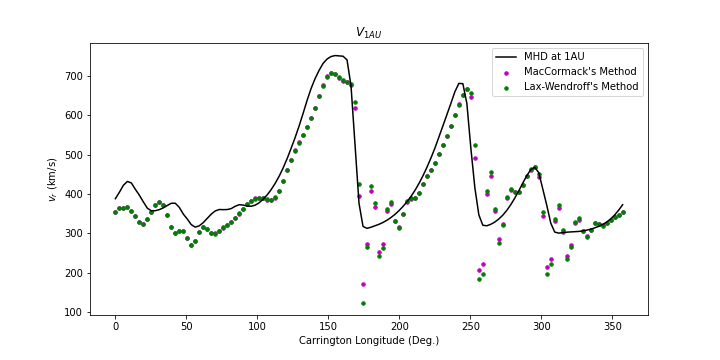 V1AU
MHD at 1AU
MacCormack's Method
Lax-Wendroff's Method
vr (km/s)
700
600
500
400
300
200
100
0 50 100 150 200 250 300 350
Carrington Longitude (Deg.)